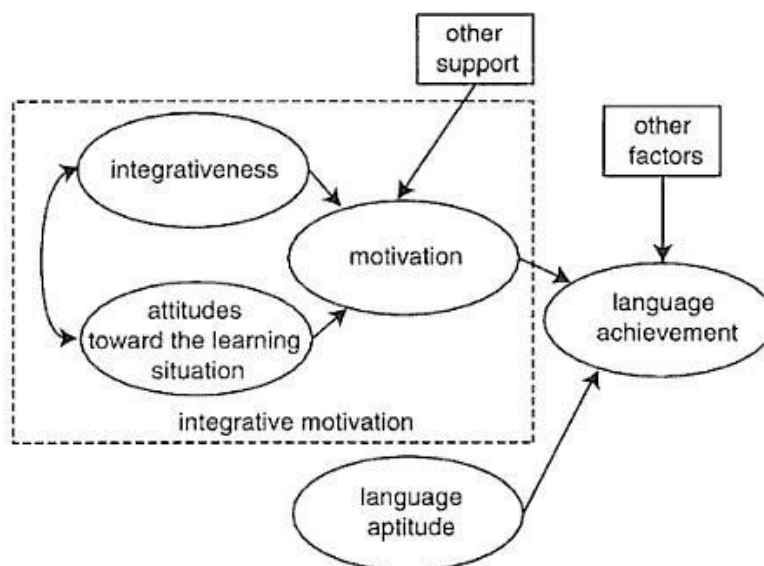 other
support
other
factors
integrativeness
motivation
attitudes
toward the learning
situation
language
achievement
integrative motivation
language
aptitude